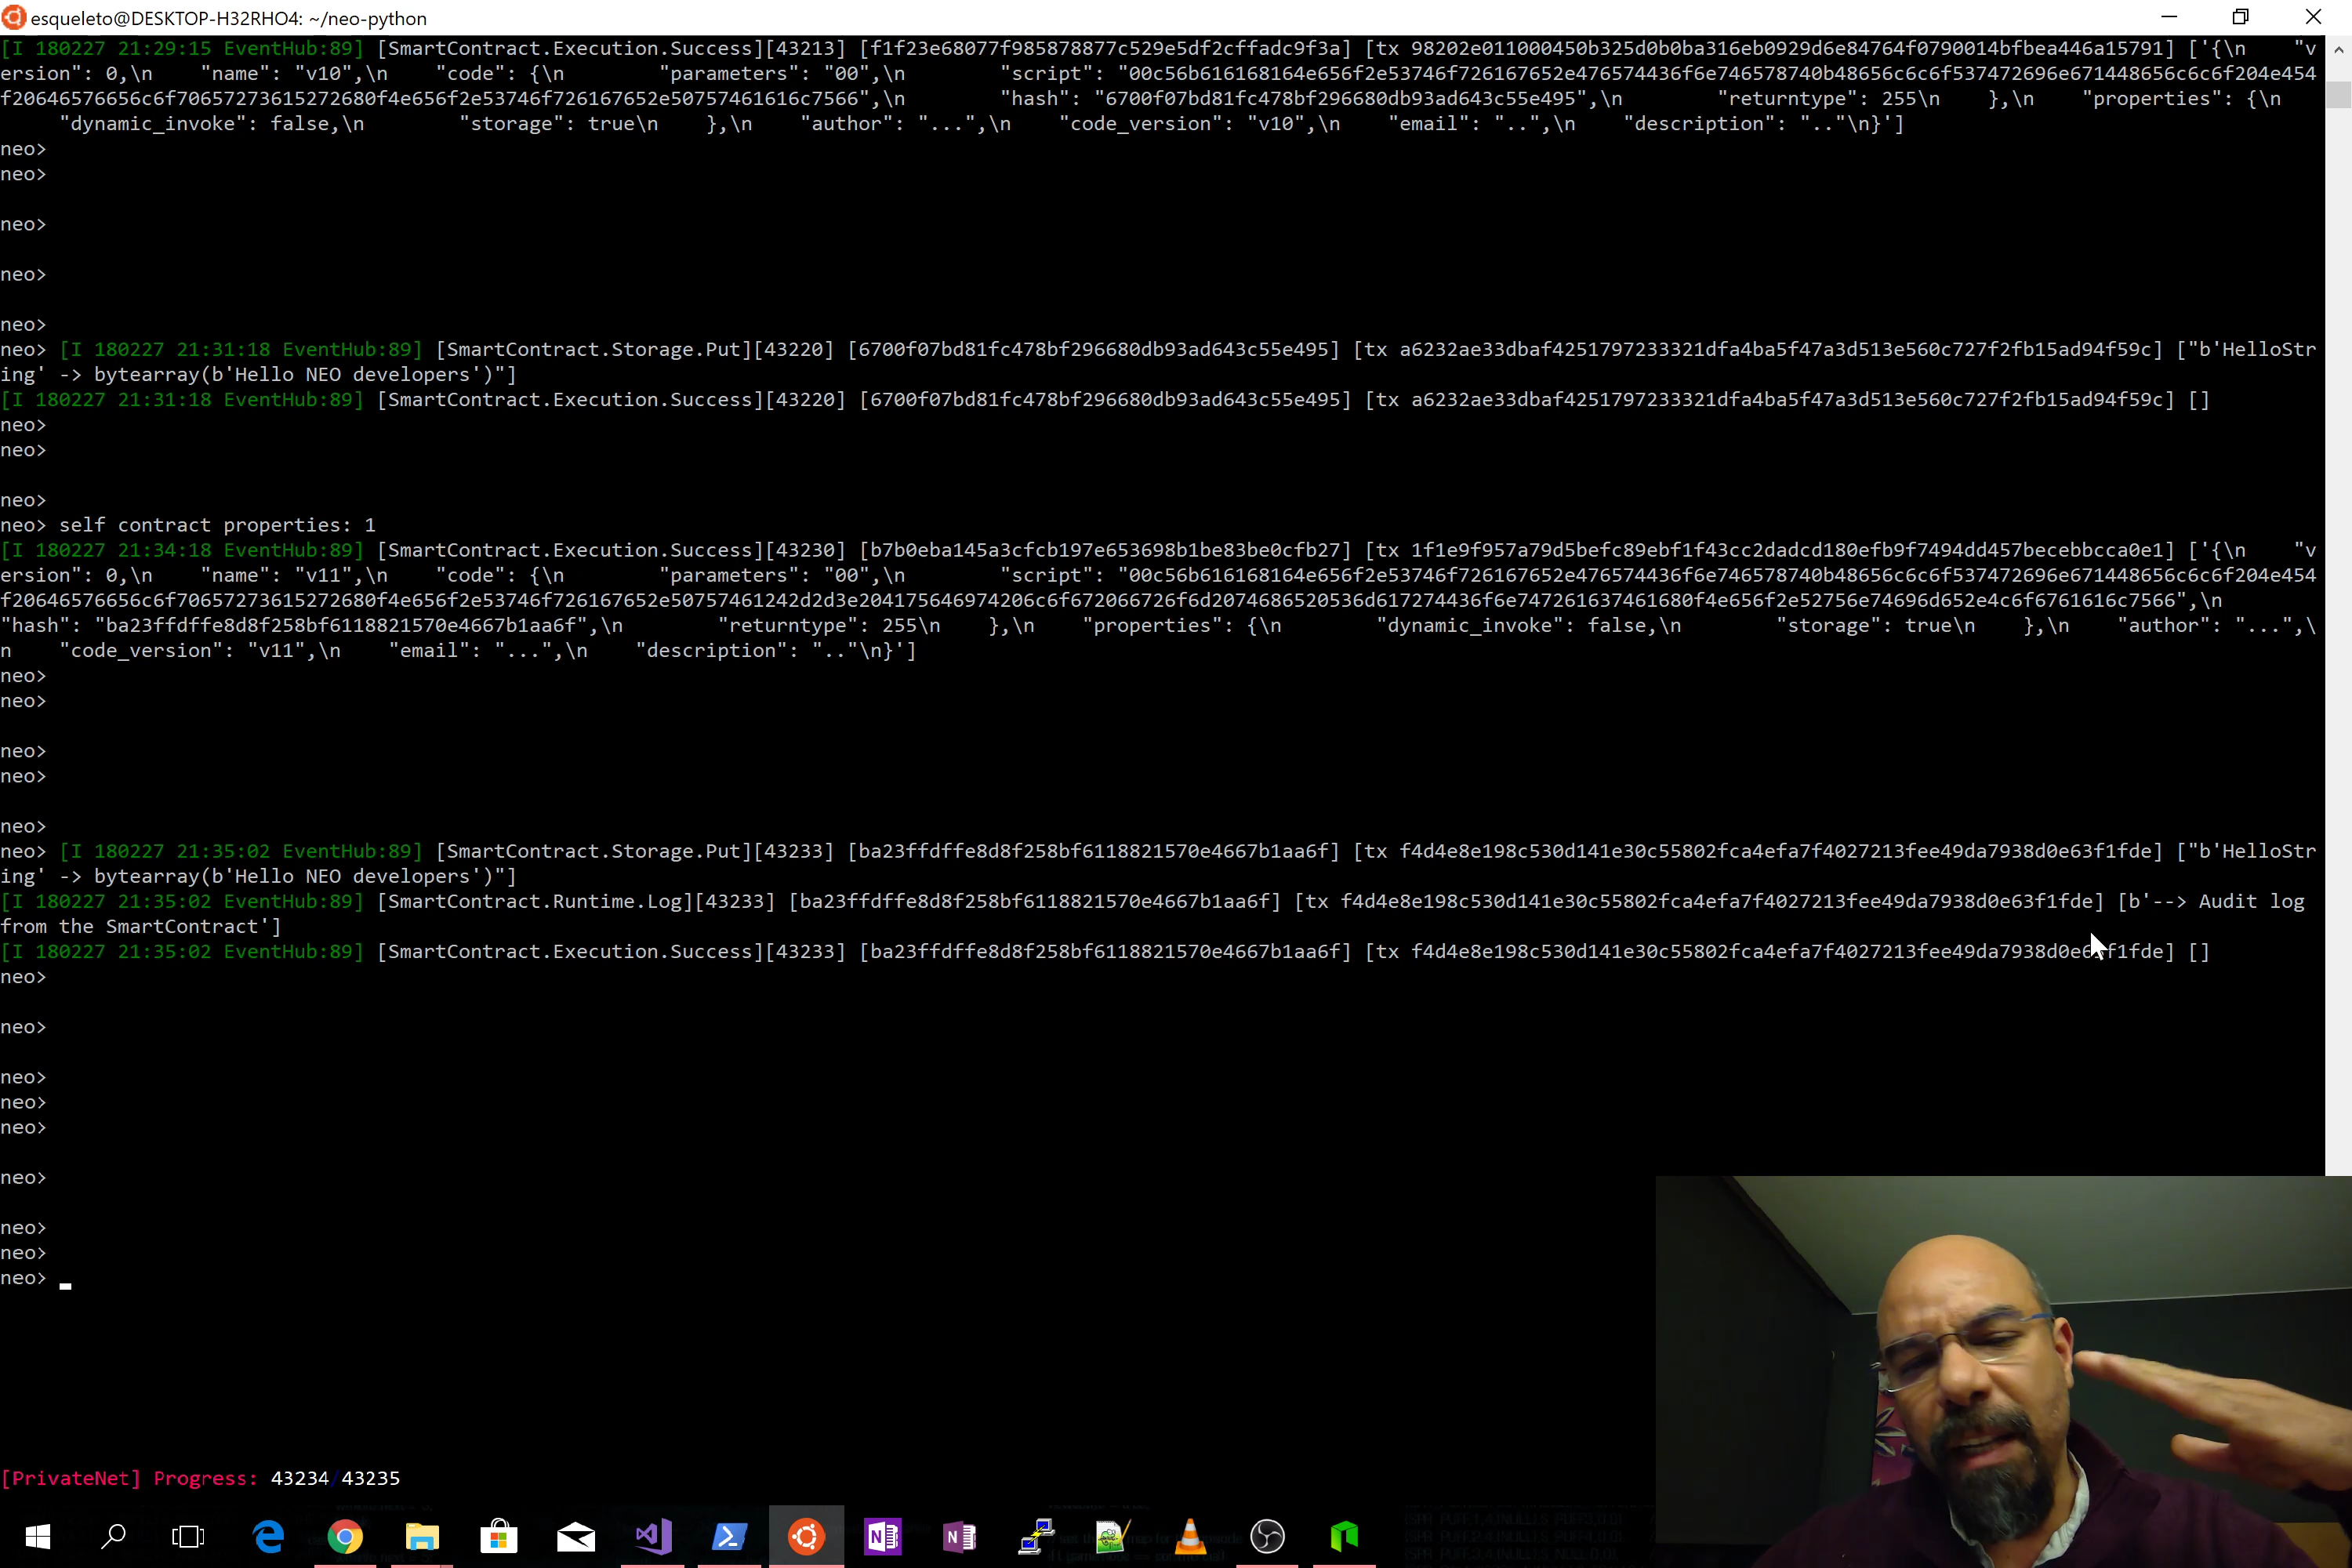 esqueleto@DESKTOP-H32RHO4: ~/neo-python
[I 180227 21:29:15 EventHub:89] [SmartContract.Execution.Success][43213] [f1f23e68077f985878877c529e5df2cffadc9f3a] [tx 98202e011000450b325d0b0ba316eb0929d6e84764f0790014bfbea446a15791] ['{\n    "v
ersion": 0,\n    "name": "v10",\n    "code": {\n        "parameters": "00",\n        "script": "00c56b616168164e656f2e53746f726167652e476574436f6e746578740b48656c6c6f537472696e671448656c6c6f204e454
f20646576656c6f70657273615272680f4e656f2e53746f726167652e50757461616c7566",\n        "hash": "6700f07bd81fc478bf296680db93ad643c55e495",\n        "returntype": 255\n    },\n    "properties": {\n
"dynamic_invoke": false,\n        "storage": true\n    },\n    "author": "...",\n    "code_version": "v10",\n    "email": "..",\n    "description": ".."\n}']
neo>
neo>
neo>
neo>
neo>
neo> [I 180227 21:31:18 EventHub:89] [SmartContract.Storage.Put][43220] [6700f07bd81fc478bf296680db93ad643c55e495] [tx a6232ae33dbaf4251797233321dfa4ba5f47a3d513e560c727f2fb15ad94f59c] ["b'HelloStr
ing' -> bytearray(b'Hello NEO developers')"]
[I 180227 21:31:18 EventHub:89] [SmartContract.Execution.Success][43220] [6700f07bd81fc478bf296680db93ad643c55e495] [tx a6232ae33dbaf4251797233321dfa4ba5f47a3d513e560c727f2fb15ad94f59c] []
neo>
neo>
neo>
neo> self contract properties: 1
[I 180227 21:34:18 EventHub:89] [SmartContract.Execution.Success][43230] [b7b0eba145a3cfcb197e653698b1be83be0cfb27] [tx 1f1e9f957a79d5befc89ebf1f43cc2dadcd180efb9f7494dd457becebbcca0e1] ['{\n    "v
ersion": 0,\n    "name": "v11",\n    "code": {\n        "parameters": "00",\n        "script": "00c56b616168164e656f2e53746f726167652e476574436f6e746578740b48656c6c6f537472696e671448656c6c6f204e454
f20646576656c6f70657273615272680f4e656f2e53746f726167652e50757461242d2d3e204175646974206c6f672066726f6d2074686520536d617274436f6e747261637461680f4e656f2e52756e74696d652e4c6f6761616c7566",\n
"hash": "ba23ffdffe8d8f258bf6118821570e4667b1aa6f",\n        "returntype": 255\n    },\n    "properties": {\n        "dynamic_invoke": false,\n        "storage": true\n    },\n    "author": "...",\
n    "code_version": "v11",\n    "email": "...",\n    "description": ".."\n}']
neo>
neo>
neo>
neo>
neo>
neo> [I 180227 21:35:02 EventHub:89] [SmartContract.Storage.Put][43233] [ba23ffdffe8d8f258bf6118821570e4667b1aa6f] [tx f4d4e8e198c530d141e30c55802fca4efa7f4027213fee49da7938d0e63f1fde] ["b'HelloStr
ing' -> bytearray(b'Hello NEO developers')"]
[I 180227 21:35:02 EventHub:89] [SmartContract.Runtime.Log][43233] [ba23ffdffe8d8f258bf6118821570e4667b1aa6f] [tx f4d4e8e198c530d141e30c55802fca4efa7f4027213fee49da7938d0e63f1fde] [b'--> Audit log
from the SmartContract']
[I 180227 21:35:02 EventHub:89] [SmartContract.Execution.Success][43233] [ba23ffdffe8d8f258bf6118821570e4667b1aa6f] [tx f4d4e8e198c530d141e30c55802fca4efa7f4027213fee49da7938d0e63f1fde] []
neo>
neo>
neo>
neo>
neo>
neo>
neo>
neo>
neo>
[PrivateNet] Progress: 43234/43235